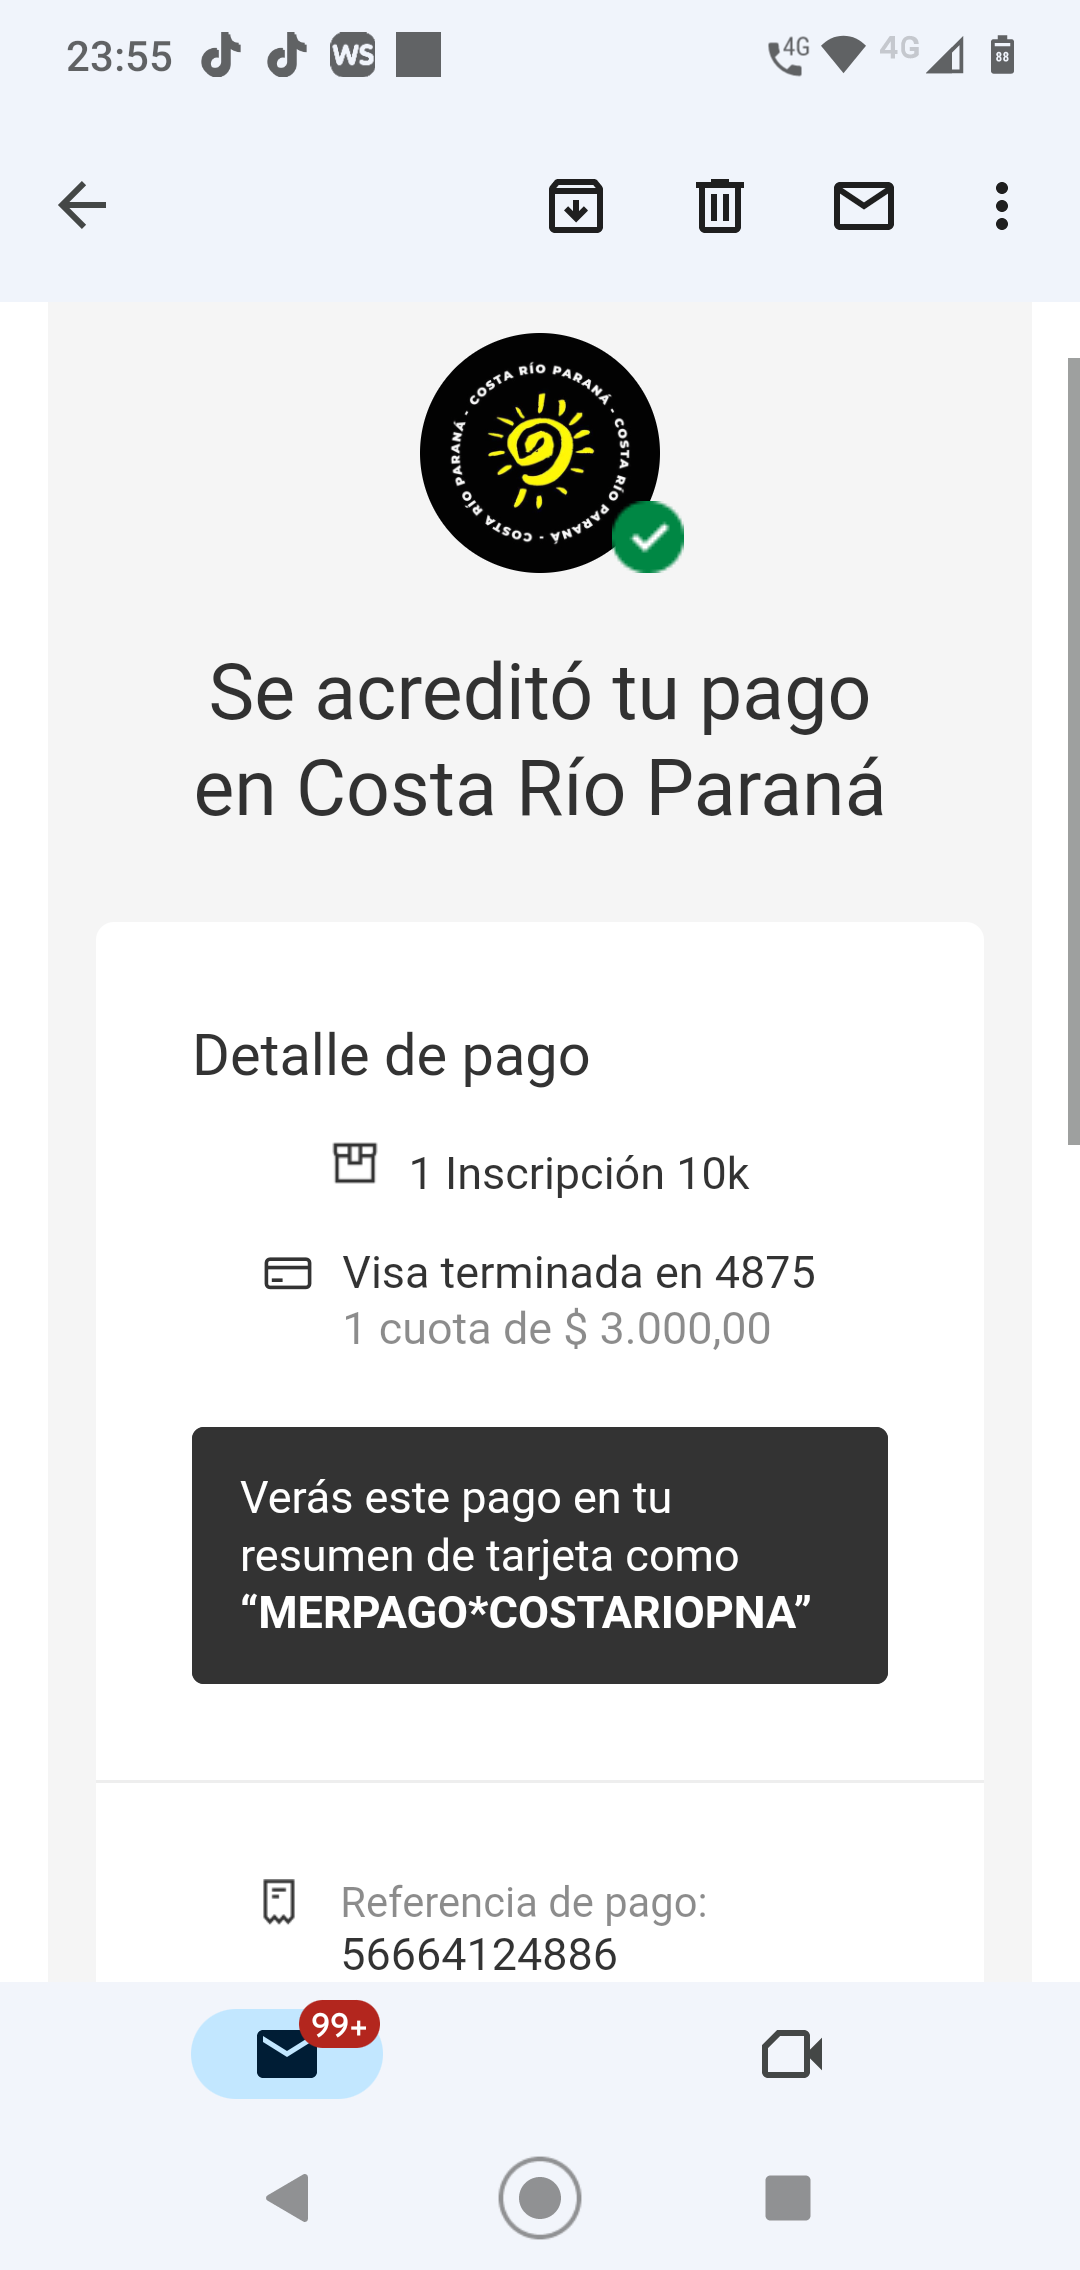 23:55
WS
4G
4G
88
COSTA RÍO PARANÁ - COSTA RÍO PARANÁ - COSTA RÍO PARANÁ -
Se acreditó tu pago
en Costa Río Paraná
Detalle de pago
1 Inscripción 10k
Visa terminada en 4875
1 cuota de $ 3.000,00
Verás este pago en tu
resumen de tarjeta como
“MERPAGO*COSTARIOPNA”
Referencia de pago:
56664124886
99+